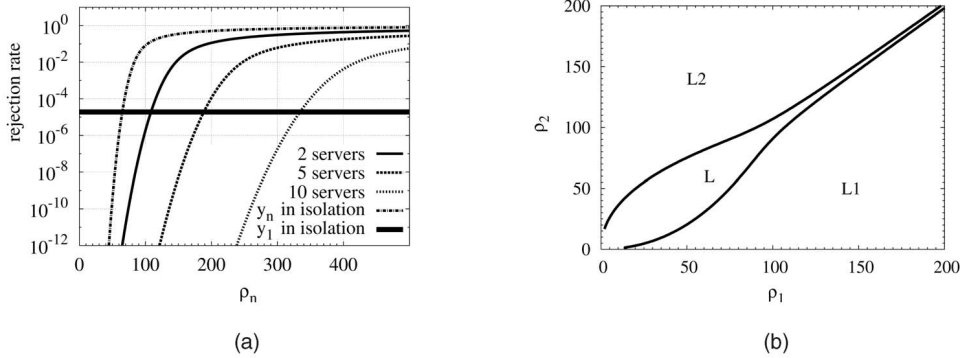 10^0
10^-2
10^-4
10^-6
10^-8
10^-10
10^-12
rejection rate
2 servers
5 servers
10 servers
y_n in isolation
y_1 in isolation
0 100 200 300 400
ρ_n
(a)
200
150
100
50
0
ρ_2
L2
L
L1
0 50 100 150 200
ρ_1
(b)